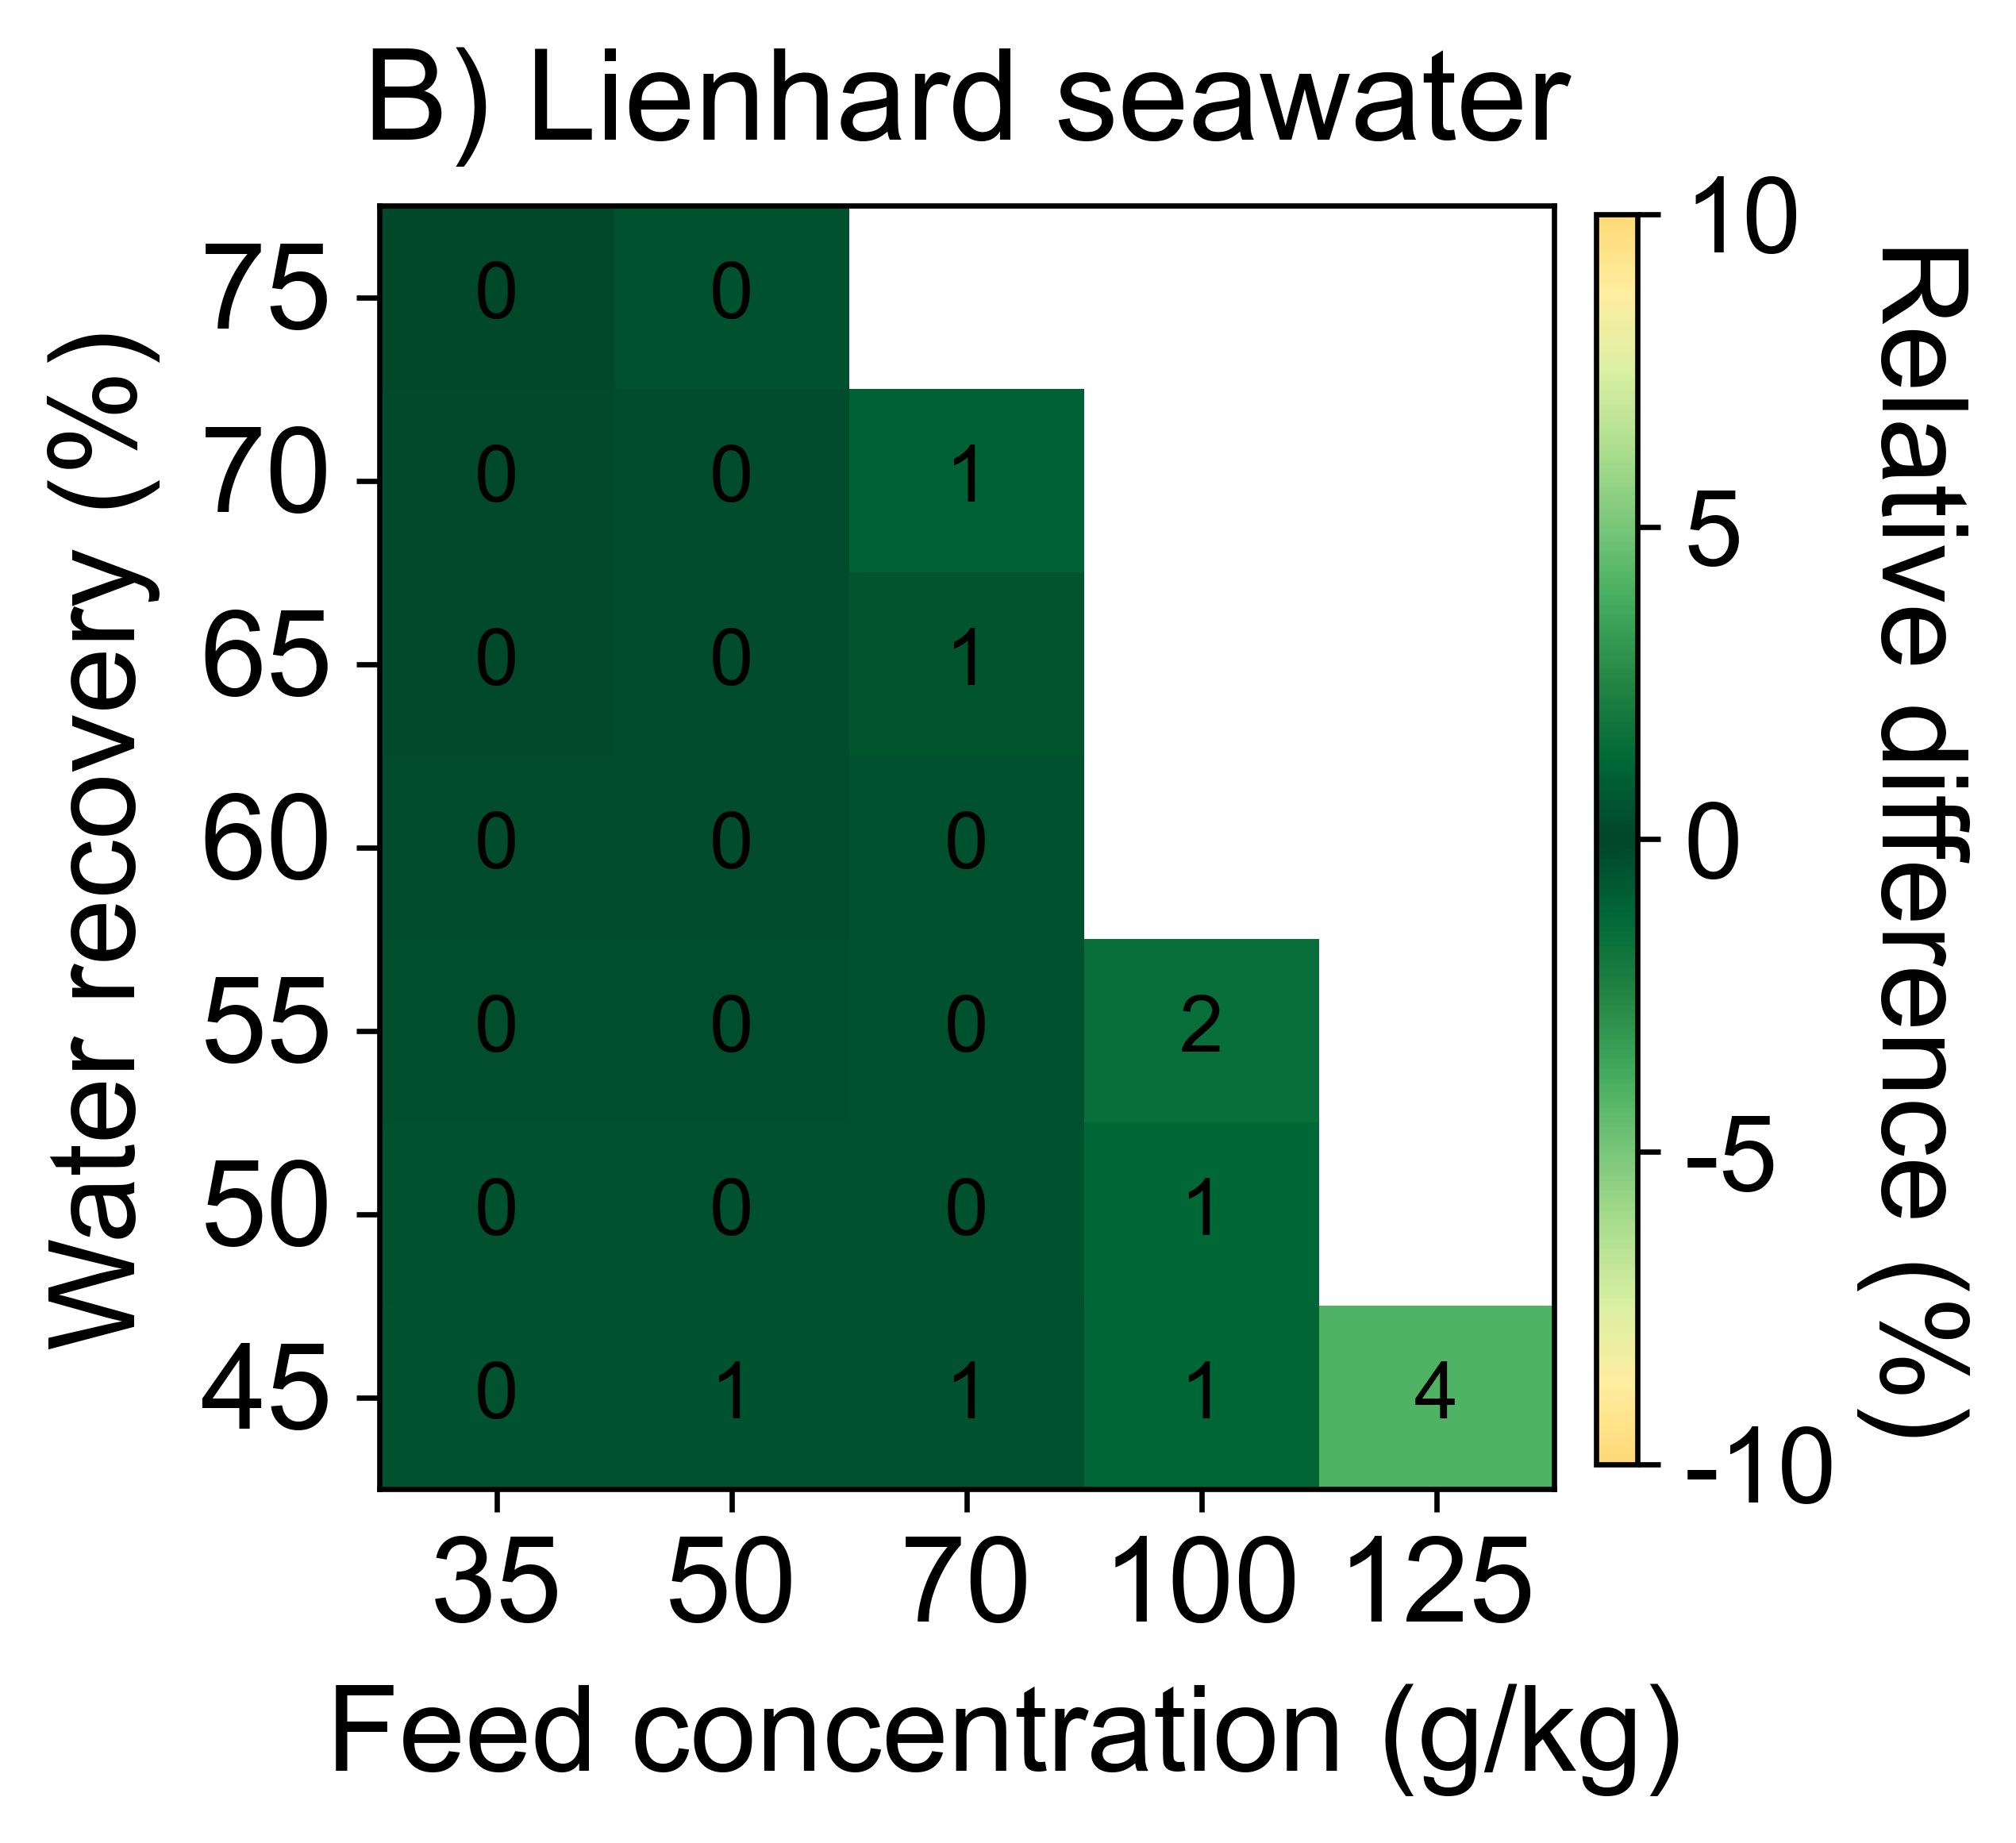 B) Lienhard seawater
Water recovery (%)
75 0 0
70 0 0 1
65 0 0 1
60 0 0 0
55 0 0 0 2
50 0 0 0 1
45 0 1 1 1 4
35 50 70 100 125
Feed concentration (g/kg)
10
5
0
-5
-10
Relative difference (%)